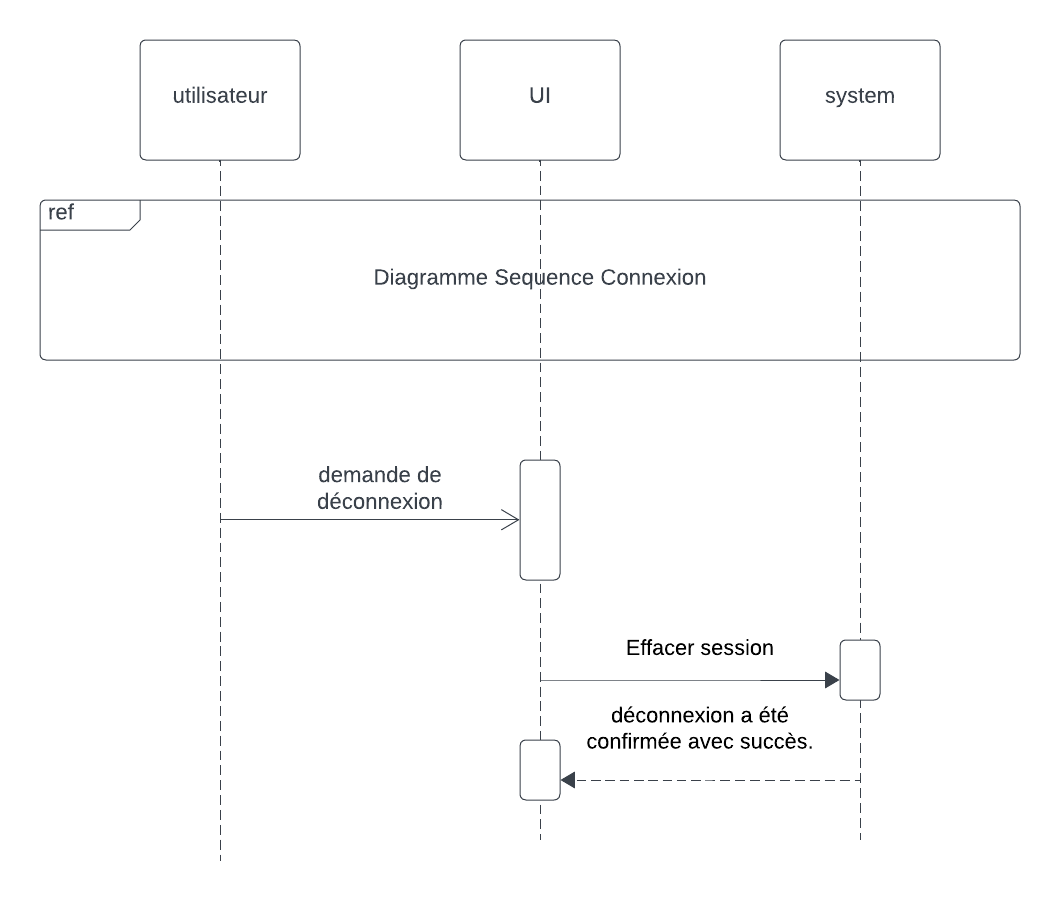 utilisateur
UI
system
ref
Diagramme Sequence Connexion
demande de
déconnexion
Effacer session
déconnexion a été
confirmée avec succès.